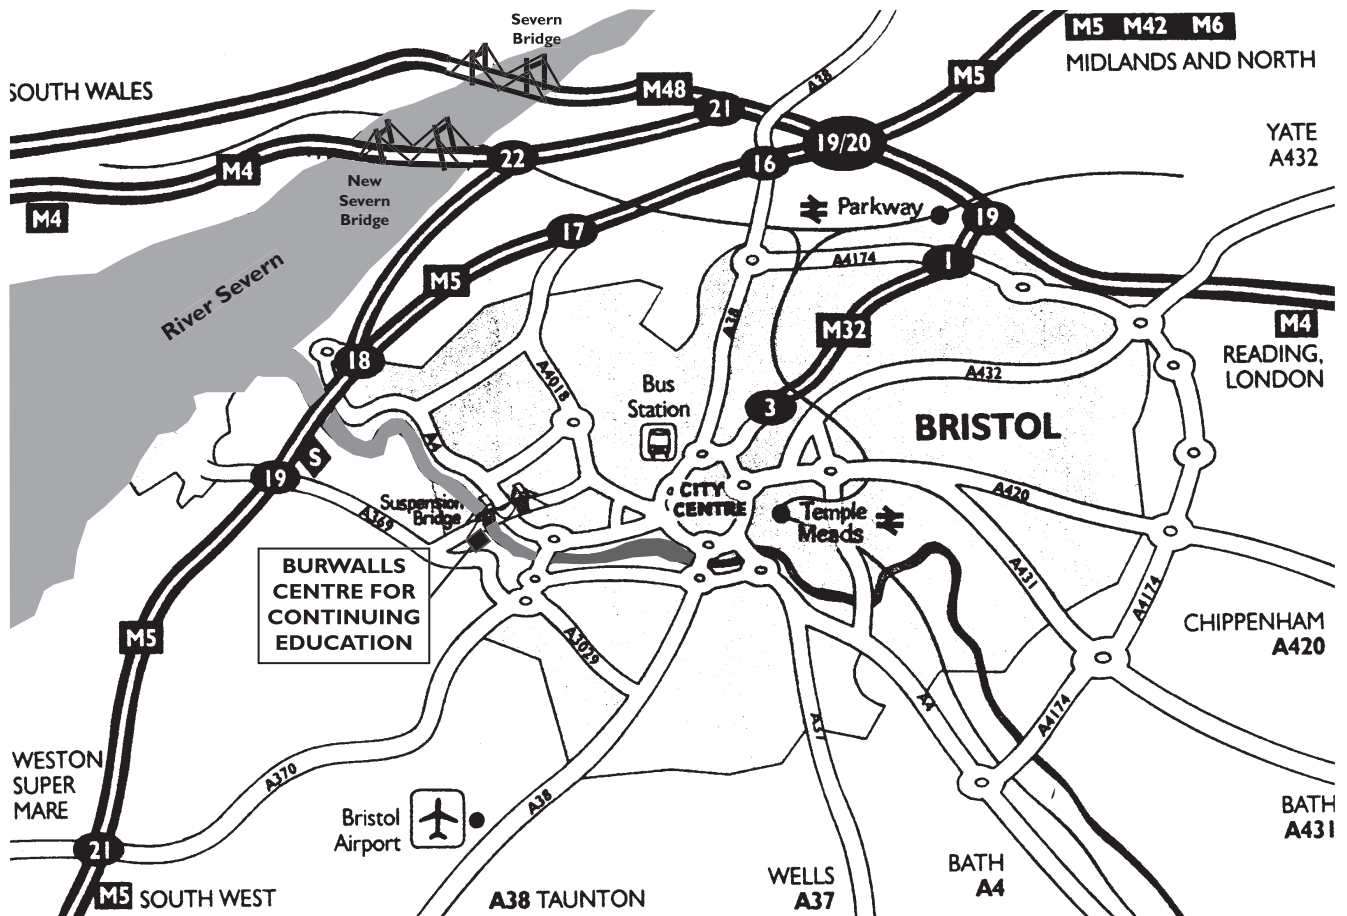 Severn
Bridge
M5 M42 M6
MIDLANDS AND NORTH
SOUTH WALES
M48
A38
M5
21
19/20
YATE
A432
M4
22
16
M4
New
Severn
Bridge
Parkway
19
17
1
A4174
River Severn
M5
M32
A38
M4
READING,
LONDON
18
A4018
Bus
Station
A432
3
BRISTOL
A4
S
19
CITY
CENTRE
A420
Suspension
Bridge
A369
Temple
Meads
BURWALLS
CENTRE FOR
CONTINUING
EDUCATION
A431
A4174
CHIPPENHAM
A420
M5
A3029
A4
A4174
A37
WESTON
SUPER
MARE
A370
A38
Bristol
Airport
BATH
A431
21
WELLS
A37
BATH
A4
M5 SOUTH WEST
A38 TAUNTON